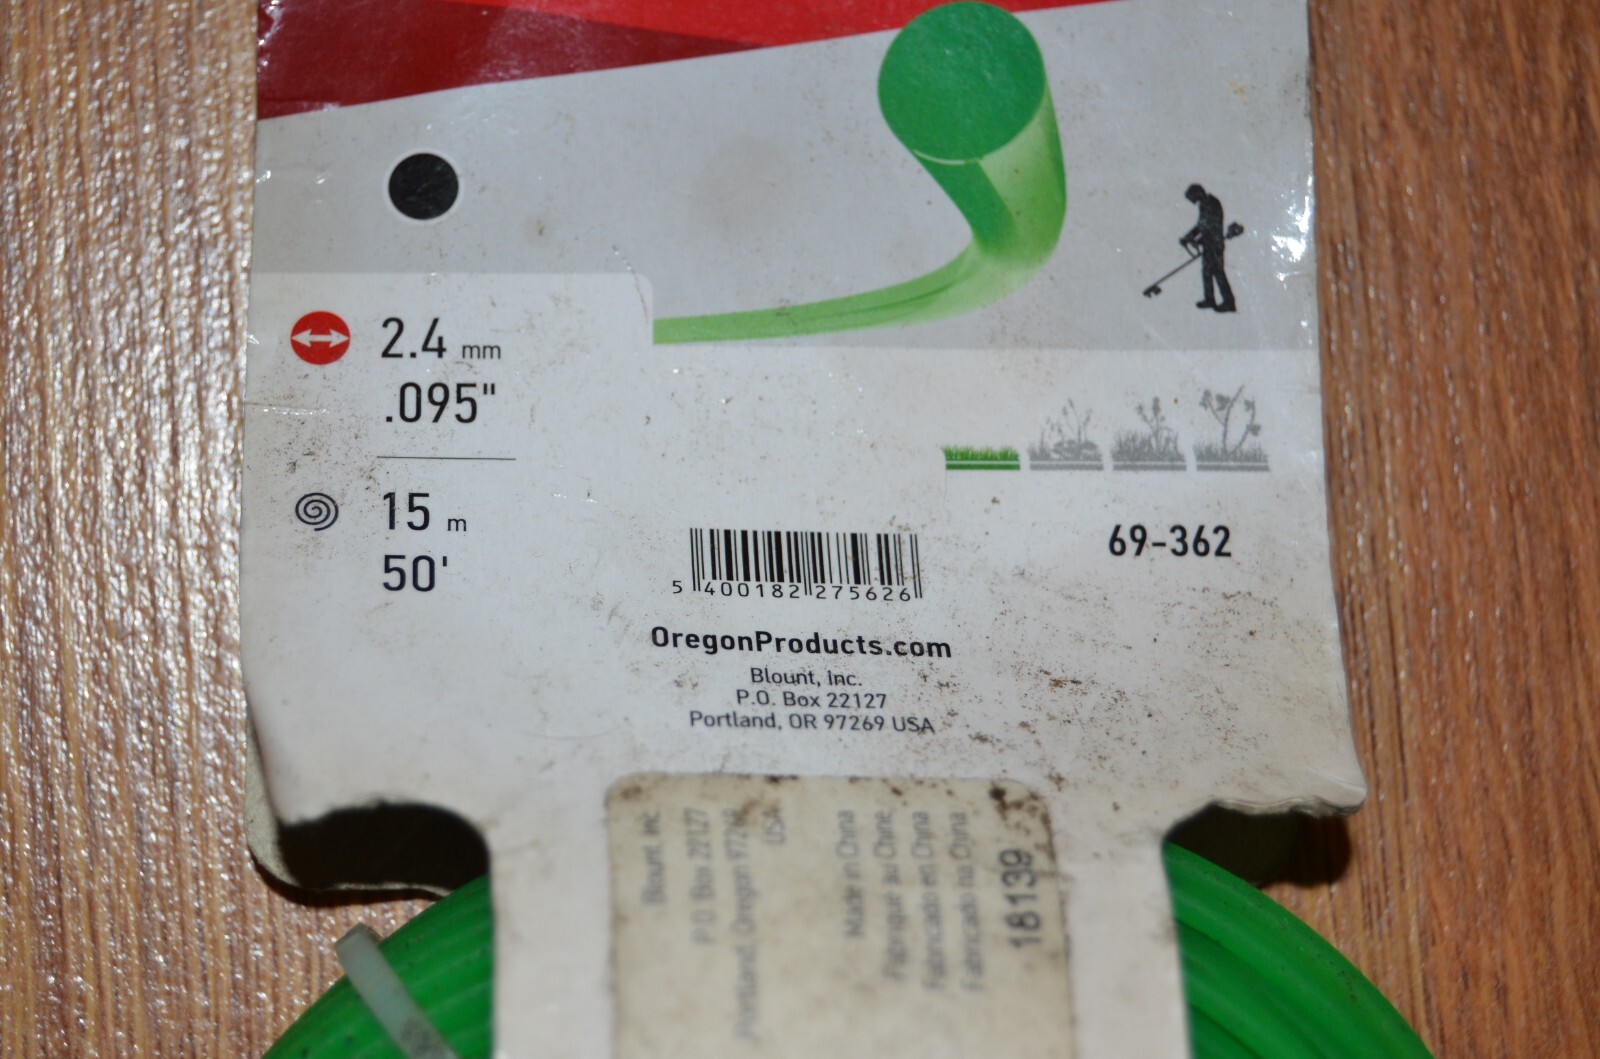 2.4 mm
.095"
15 m
50'
69-362
5 400182 275626
OregonProducts.com
Blount, Inc.
P.O. Box 22127
Portland, OR 97269 USA
Blount, Inc
P.O. Box 22127
Portland, Oregon 97269
USA
Made in China
Fabriqué au Chine
Fabricado en China
Fabricado no China
18139